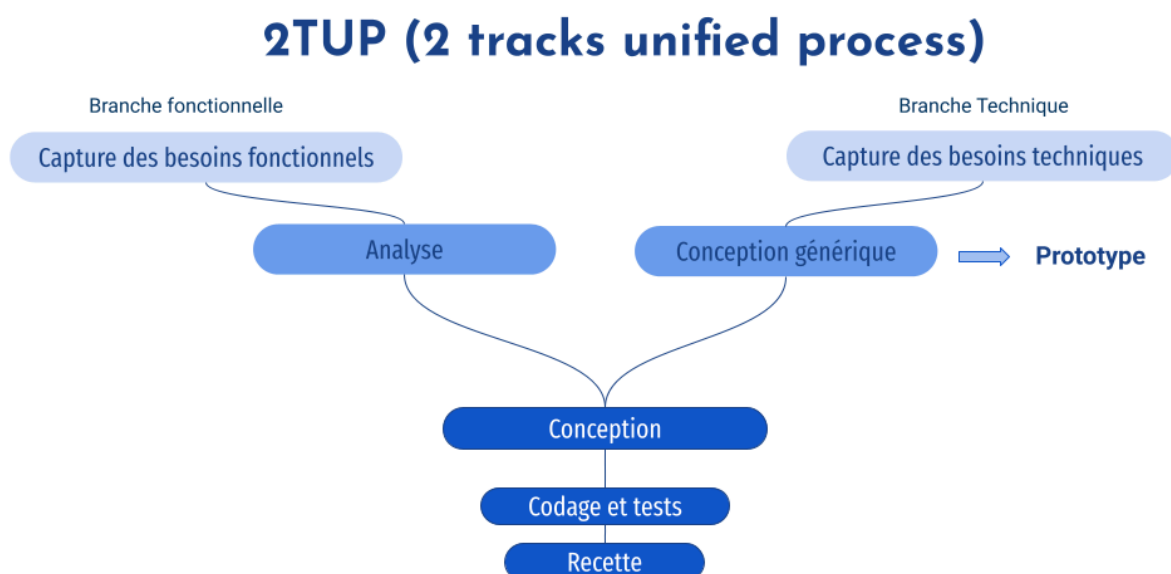 2TUP (2 tracks unified process)
Branche fonctionnelle
Branche Technique
Capture des besoins fonctionnels
Capture des besoins techniques
Analyse
Conception générique
Prototype
Conception
Codage et tests
Recette